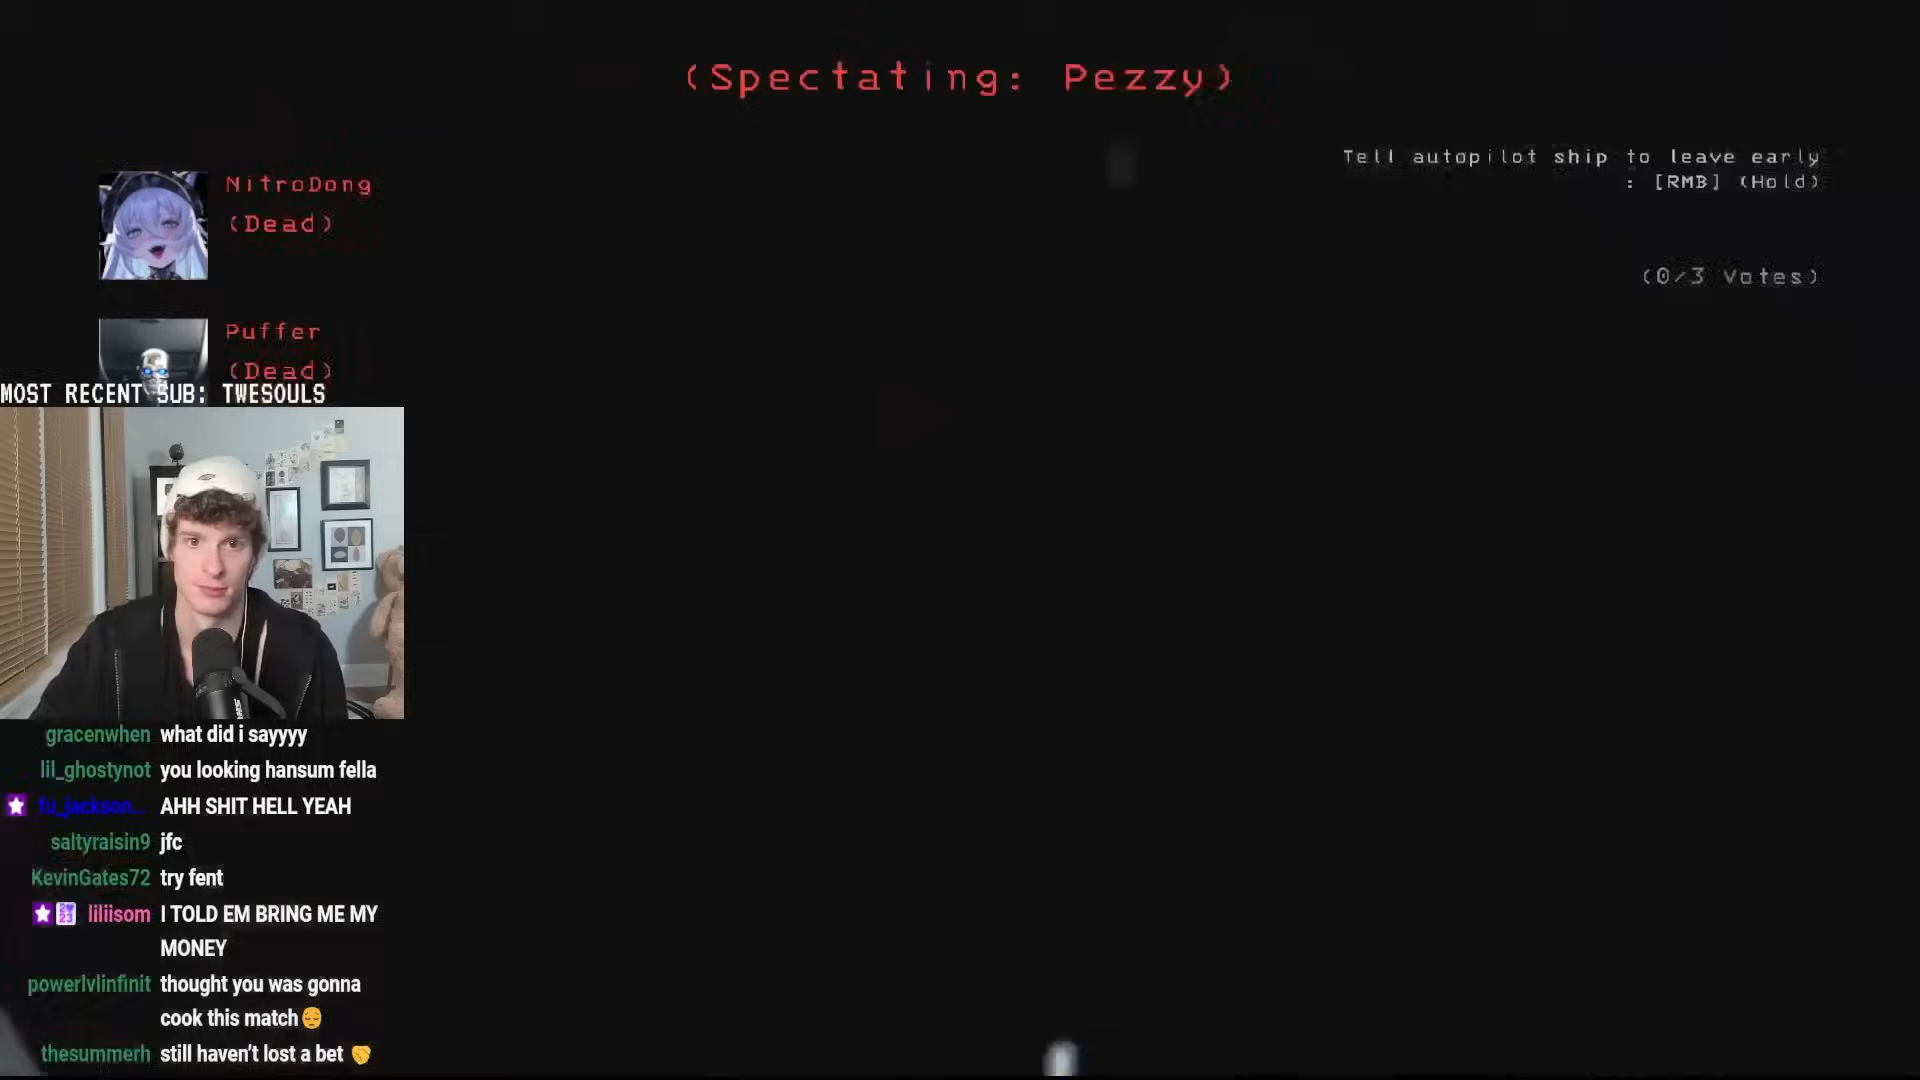 (Spectating: Pezzy)
Tell autopilot ship to leave early
: [RMB] (Hold)
(0/3 Votes)
NitroDong
(Dead)
Puffer
(Dead)
MOST RECENT SUB: TWESOULS
gracenwhen what did i sayyyy
lil_ghostynot you looking hansum fella
fu_jackson... AHH SHIT HELL YEAH
saltyraisin9 jfc
KevinGates72 try fent
liliisom I TOLD EM BRING ME MY
MONEY
powerlvlinfinit thought you was gonna
cook this match😔
thesummerh still haven't lost a bet